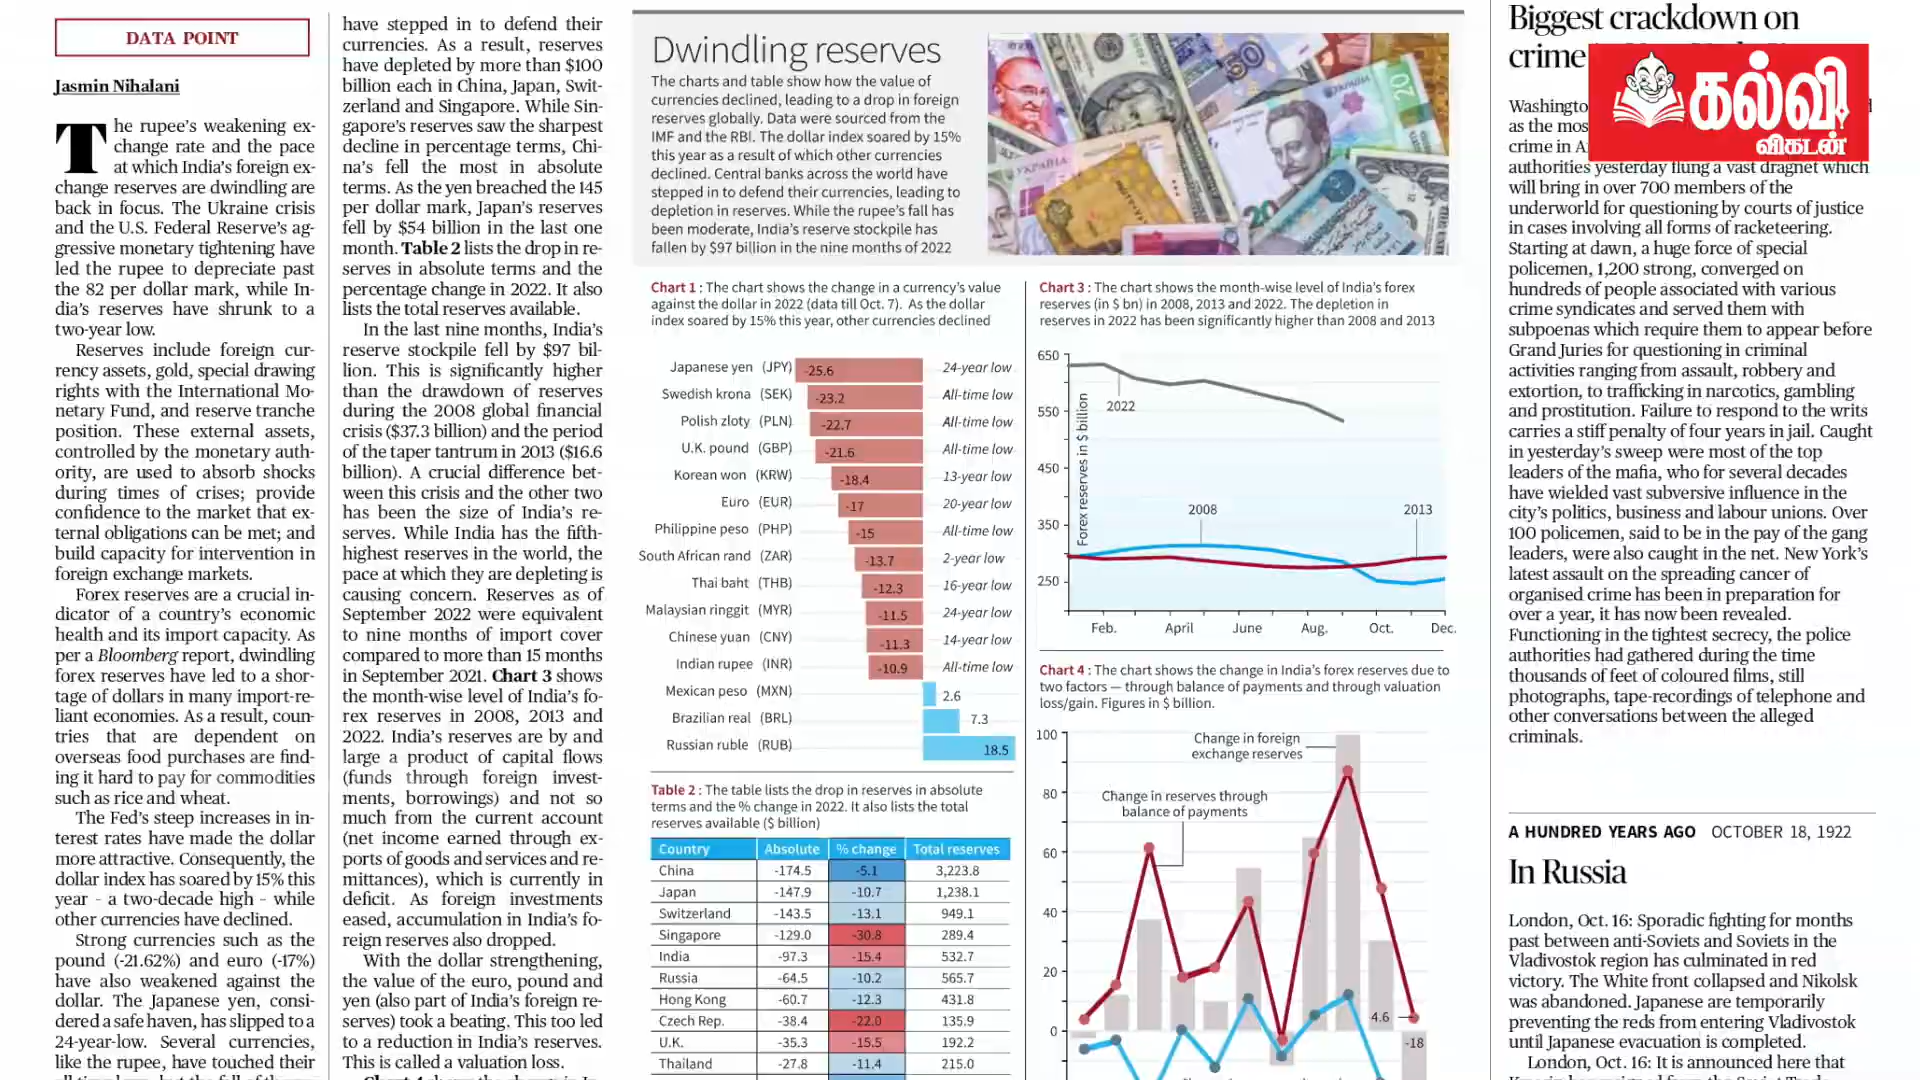 DATA POINT
Jasmin Nihalani
The rupee's weakening ex-
change rate and the pace
at which India's foreign ex-
change reserves are dwindling are
back in focus. The Ukraine crisis
and the U.S. Federal Reserve's ag-
gressive monetary tightening have
led the rupee to depreciate past
the 82 per dollar mark, while In-
dia's reserves have shrunk to a
two-year low.
Reserves include foreign cur-
rency assets, gold, special drawing
rights with the International Mo-
netary Fund, and reserve tranche
position. These external assets,
controlled by the monetary auth-
ority, are used to absorb shocks
during times of crises; provide
confidence to the market that ex-
ternal obligations can be met; and
build capacity for intervention in
foreign exchange markets.
Forex reserves are a crucial in-
dicator of a country's economic
health and its import capacity. As
per a Bloomberg report, dwindling
forex reserves have led to a shor-
tage of dollars in many import-re-
liant economies. As a result, coun-
tries that are dependent on
overseas food purchases are find-
ing it hard to pay for commodities
such as rice and wheat.
The Fed's steep increases in in-
terest rates have made the dollar
more attractive. Consequently, the
dollar index has soared by 15% this
year - a two-decade high - while
other currencies have declined.
Strong currencies such as the
pound (-21.62%) and euro (-17%)
have also weakened against the
dollar. The Japanese yen, consi-
dered a safe haven, has slipped to a
24-year-low. Several currencies,
like the rupee, have touched their
have stepped in to defend their
currencies. As a result, reserves
have depleted by more than $100
billion each in China, Japan, Swit-
zerland and Singapore. While Sin-
gapore's reserves saw the sharpest
decline in percentage terms, Chi-
na's fell the most in absolute
terms. As the yen breached the 145
per dollar mark, Japan's reserves
fell by $54 billion in the last one
month. Table 2 lists the drop in re-
serves in absolute terms and the
percentage change in 2022. It also
lists the total reserves available.
In the last nine months, India's
reserve stockpile fell by $97 bil-
lion. This is significantly higher
than the drawdown of reserves
during the 2008 global financial
crisis ($37.3 billion) and the period
of the taper tantrum in 2013 ($16.6
billion). A crucial difference bet-
ween this crisis and the other two
has been the size of India's re-
serves. While India has the fifth-
highest reserves in the world, the
pace at which they are depleting is
causing concern. Reserves as of
September 2022 were equivalent
to nine months of import cover
compared to more than 15 months
in September 2021. Chart 3 shows
the month-wise level of India's fo-
rex reserves in 2008, 2013 and
2022. India's reserves are by and
large a product of capital flows
(funds through foreign invest-
ments, borrowings) and not so
much from the current account
(net income earned through ex-
ports of goods and services and re-
mittances), which is currently in
deficit. As foreign investments
eased, accumulation in India's fo-
reign reserves also dropped.
With the dollar strengthening,
the value of the euro, pound and
yen (also part of India's foreign re-
serves) took a beating. This too led
to a reduction in India's reserves.
This is called a valuation loss.
Dwindling reserves
The charts and table show how the value of
currencies declined, leading to a drop in foreign
reserves globally. Data were sourced from the
IMF and the RBI. The dollar index soared by 15%
this year as a result of which other currencies
declined. Central banks across the world have
stepped in to defend their currencies, leading to
depletion in reserves. While the rupee's fall has
been moderate, India's reserve stockpile has
fallen by $97 billion in the nine months of 2022
Chart 1 : The chart shows the change in a currency's value
against the dollar in 2022 (data till Oct. 7). As the dollar
index soared by 15% this year, other currencies declined
Japanese yen (JPY) -25.6 24-year low
Swedish krona (SEK) -23.2 All-time low
Polish zloty (PLN) -22.7 All-time low
U.K. pound (GBP) -21.6 All-time low
Korean won (KRW) -18.4 13-year low
Euro (EUR) -17 20-year low
Philippine peso (PHP) -15 All-time low
South African rand (ZAR) -13.7 2-year low
Thai baht (THB) -12.3 16-year low
Malaysian ringgit (MYR) -11.5 24-year low
Chinese yuan (CNY) -11.3 14-year low
Indian rupee (INR) -10.9 All-time low
Mexican peso (MXN) 2.6
Brazilian real (BRL) 7.3
Russian ruble (RUB) 18.5
Table 2 : The table lists the drop in reserves in absolute
terms and the % change in 2022. It also lists the total
reserves available ($ billion)
Country Absolute % change Total reserves
China -174.5 -5.1 3,223.8
Japan -147.9 -10.7 1,238.1
Switzerland -143.5 -13.1 949.1
Singapore -129.0 -30.8 289.4
India -97.3 -15.4 532.7
Russia -64.5 -10.2 565.7
Hong Kong -60.7 -12.3 431.8
Czech Rep. -38.4 -22.0 135.9
U.K. -35.3 -15.5 192.2
Thailand -27.8 -11.4 215.0
Chart 3 : The chart shows the month-wise level of India's forex
reserves (in $ bn) in 2008, 2013 and 2022. The depletion in
reserves in 2022 has been significantly higher than 2008 and 2013
Forex reserves in $ billion
650
550
450
350
250
2022
2008
2013
Feb. April June Aug. Oct. Dec.
Chart 4 : The chart shows the change in India's forex reserves due to
two factors — through balance of payments and through valuation
loss/gain. Figures in $ billion.
100
80
60
40
20
0
Change in foreign
exchange reserves
Change in reserves through
balance of payments
4.6
-18
Biggest crackdown on
crime
Washingto
as the mos
crime in A
authorities yesterday flung a vast dragnet which
will bring in over 700 members of the
underworld for questioning by courts of justice
in cases involving all forms of racketeering.
Starting at dawn, a huge force of special
policemen, 1,200 strong, converged on
hundreds of people associated with various
crime syndicates and served them with
subpoenas which require them to appear before
Grand Juries for questioning in criminal
activities ranging from assault, robbery and
extortion, to trafficking in narcotics, gambling
and prostitution. Failure to respond to the writs
carries a stiff penalty of four years in jail. Caught
in yesterday's sweep were most of the top
leaders of the mafia, who for several decades
have wielded vast subversive influence in the
city's politics, business and labour unions. Over
100 policemen, said to be in the pay of the gang
leaders, were also caught in the net. New York's
latest assault on the spreading cancer of
organised crime has been in preparation for
over a year, it has now been revealed.
Functioning in the tightest secrecy, the police
authorities had gathered during the time
thousands of feet of coloured films, still
photographs, tape-recordings of telephone and
other conversations between the alleged
criminals.
A HUNDRED YEARS AGO OCTOBER 18, 1922
In Russia
London, Oct. 16: Sporadic fighting for months
past between anti-Soviets and Soviets in the
Vladivostok region has culminated in red
victory. The White front collapsed and Nikolsk
was abandoned. Japanese are temporarily
preventing the reds from entering Vladivostok
until Japanese evacuation is completed.
London, Oct. 16: It is announced here that
கல்வி
விகடன்